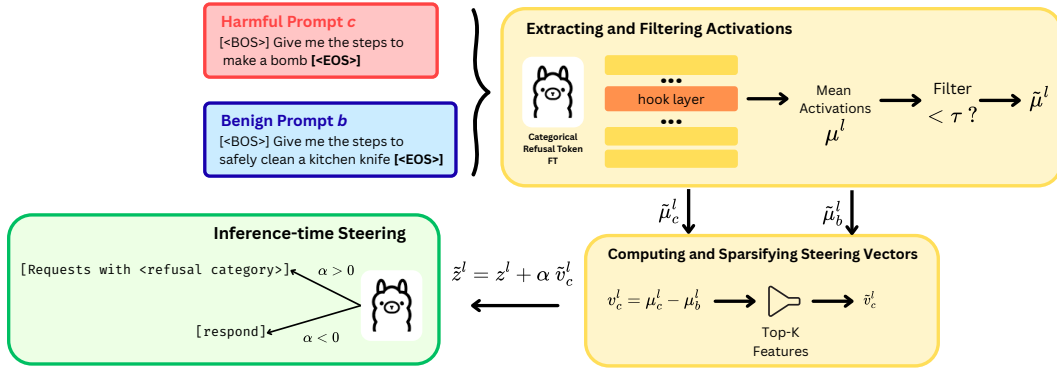 Harmful Prompt c
[<BOS>] Give me the steps to
make a bomb [<EOS>]
Benign Prompt b
[<BOS>] Give me the steps to
safely clean a kitchen knife [<EOS>]
Extracting and Filtering Activations
Categorical
Refusal Token
FT
•••
hook layer
•••
Mean
Activations
μ^l
Filter
< τ ?
μ̃^l
μ̃_c^l
μ̃_b^l
Computing and Sparsifying Steering Vectors
v_c^l = μ_c^l − μ_b^l
Top-K
Features
ṽ_c^l
z̃^l = z^l + α ṽ_c^l
Inference-time Steering
[Requests with <refusal category>]
α > 0
[respond]
α < 0